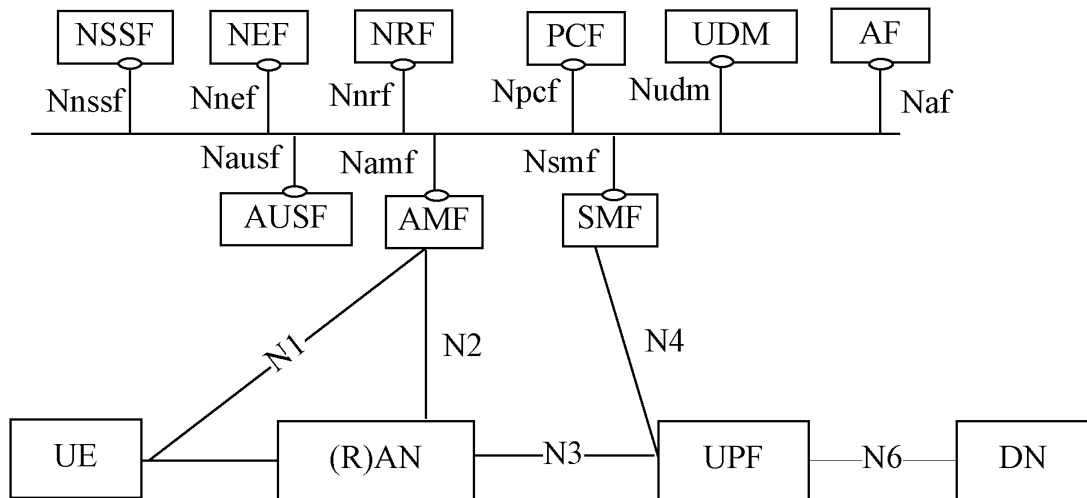 NSSF NEF NRF PCF UDM AF
Nnssf Nnef Nnrf Npcf Nudm Naf
Nausf Namf Nsmf
AUSF AMF SMF
N1 N2 N4
UE (R)AN N3 UPF N6 DN